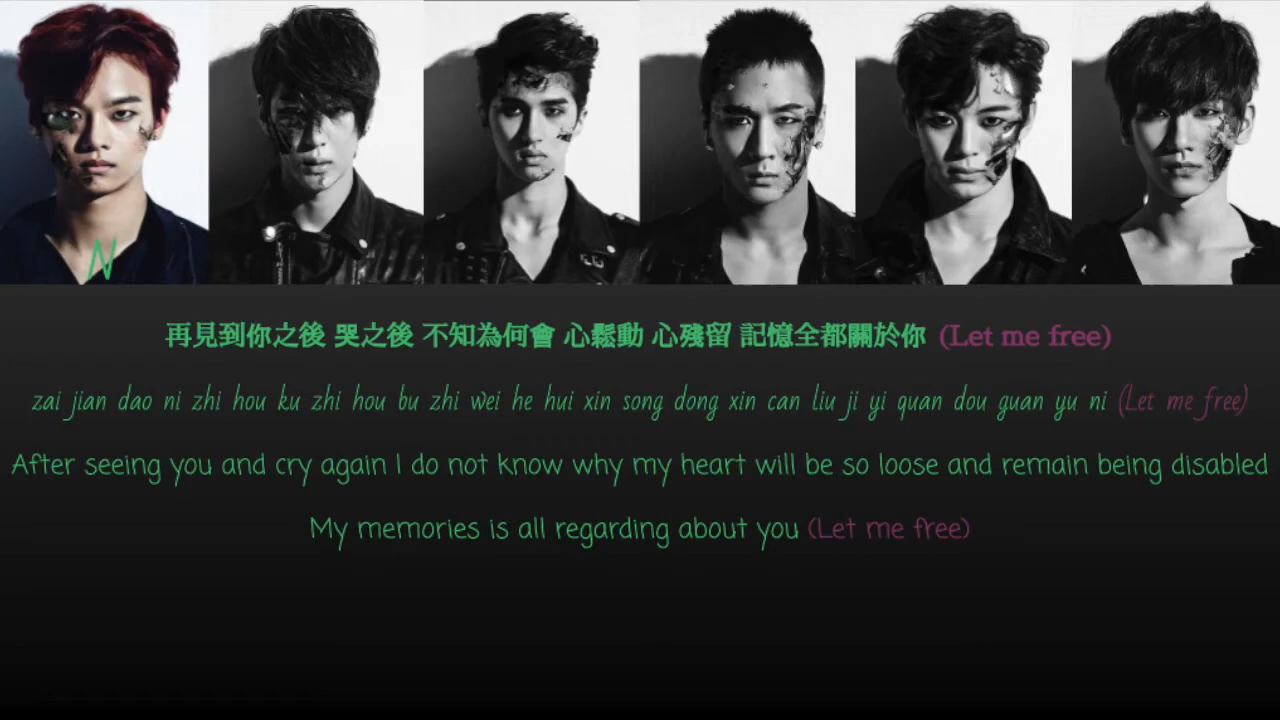 N
再見到你之後 哭之後 不知為何會 心鬆動 心殘留 記憶全都關於你 (Let me free)
zai jian dao ni zhi hou ku zhi hou bu zhi wei he hui xin song dong xin can liu ji yi quan dou guan yu ni (Let me free)
After seeing you and cry again I do not know why my heart will be so loose and remain being disabled
My memories is all regarding about you (Let me free)